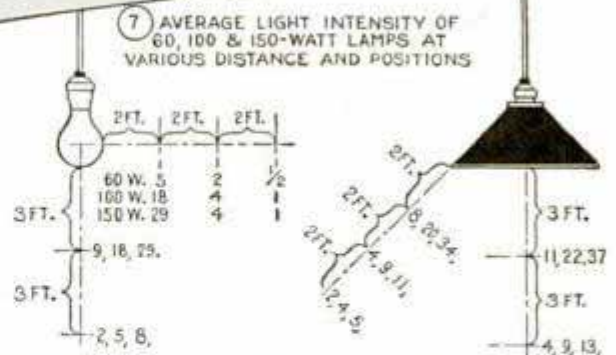 7 AVERAGE LIGHT INTENSITY OF
60, 100 & 150-WATT LAMPS AT
VARIOUS DISTANCE AND POSITIONS
2FT. 2FT. 2FT.
60 W. 5 2 1/2
100 W. 18 4 1
150 W. 29 4 1
3 FT.
9, 18, 29.
3 FT.
2, 5, 8,
2FT.
2FT.
2FT.
8, 20, 34,
4, 9, 11,
2, 4, 5,
3 FT.
11,22,37
3 FT.
4, 9, 13,